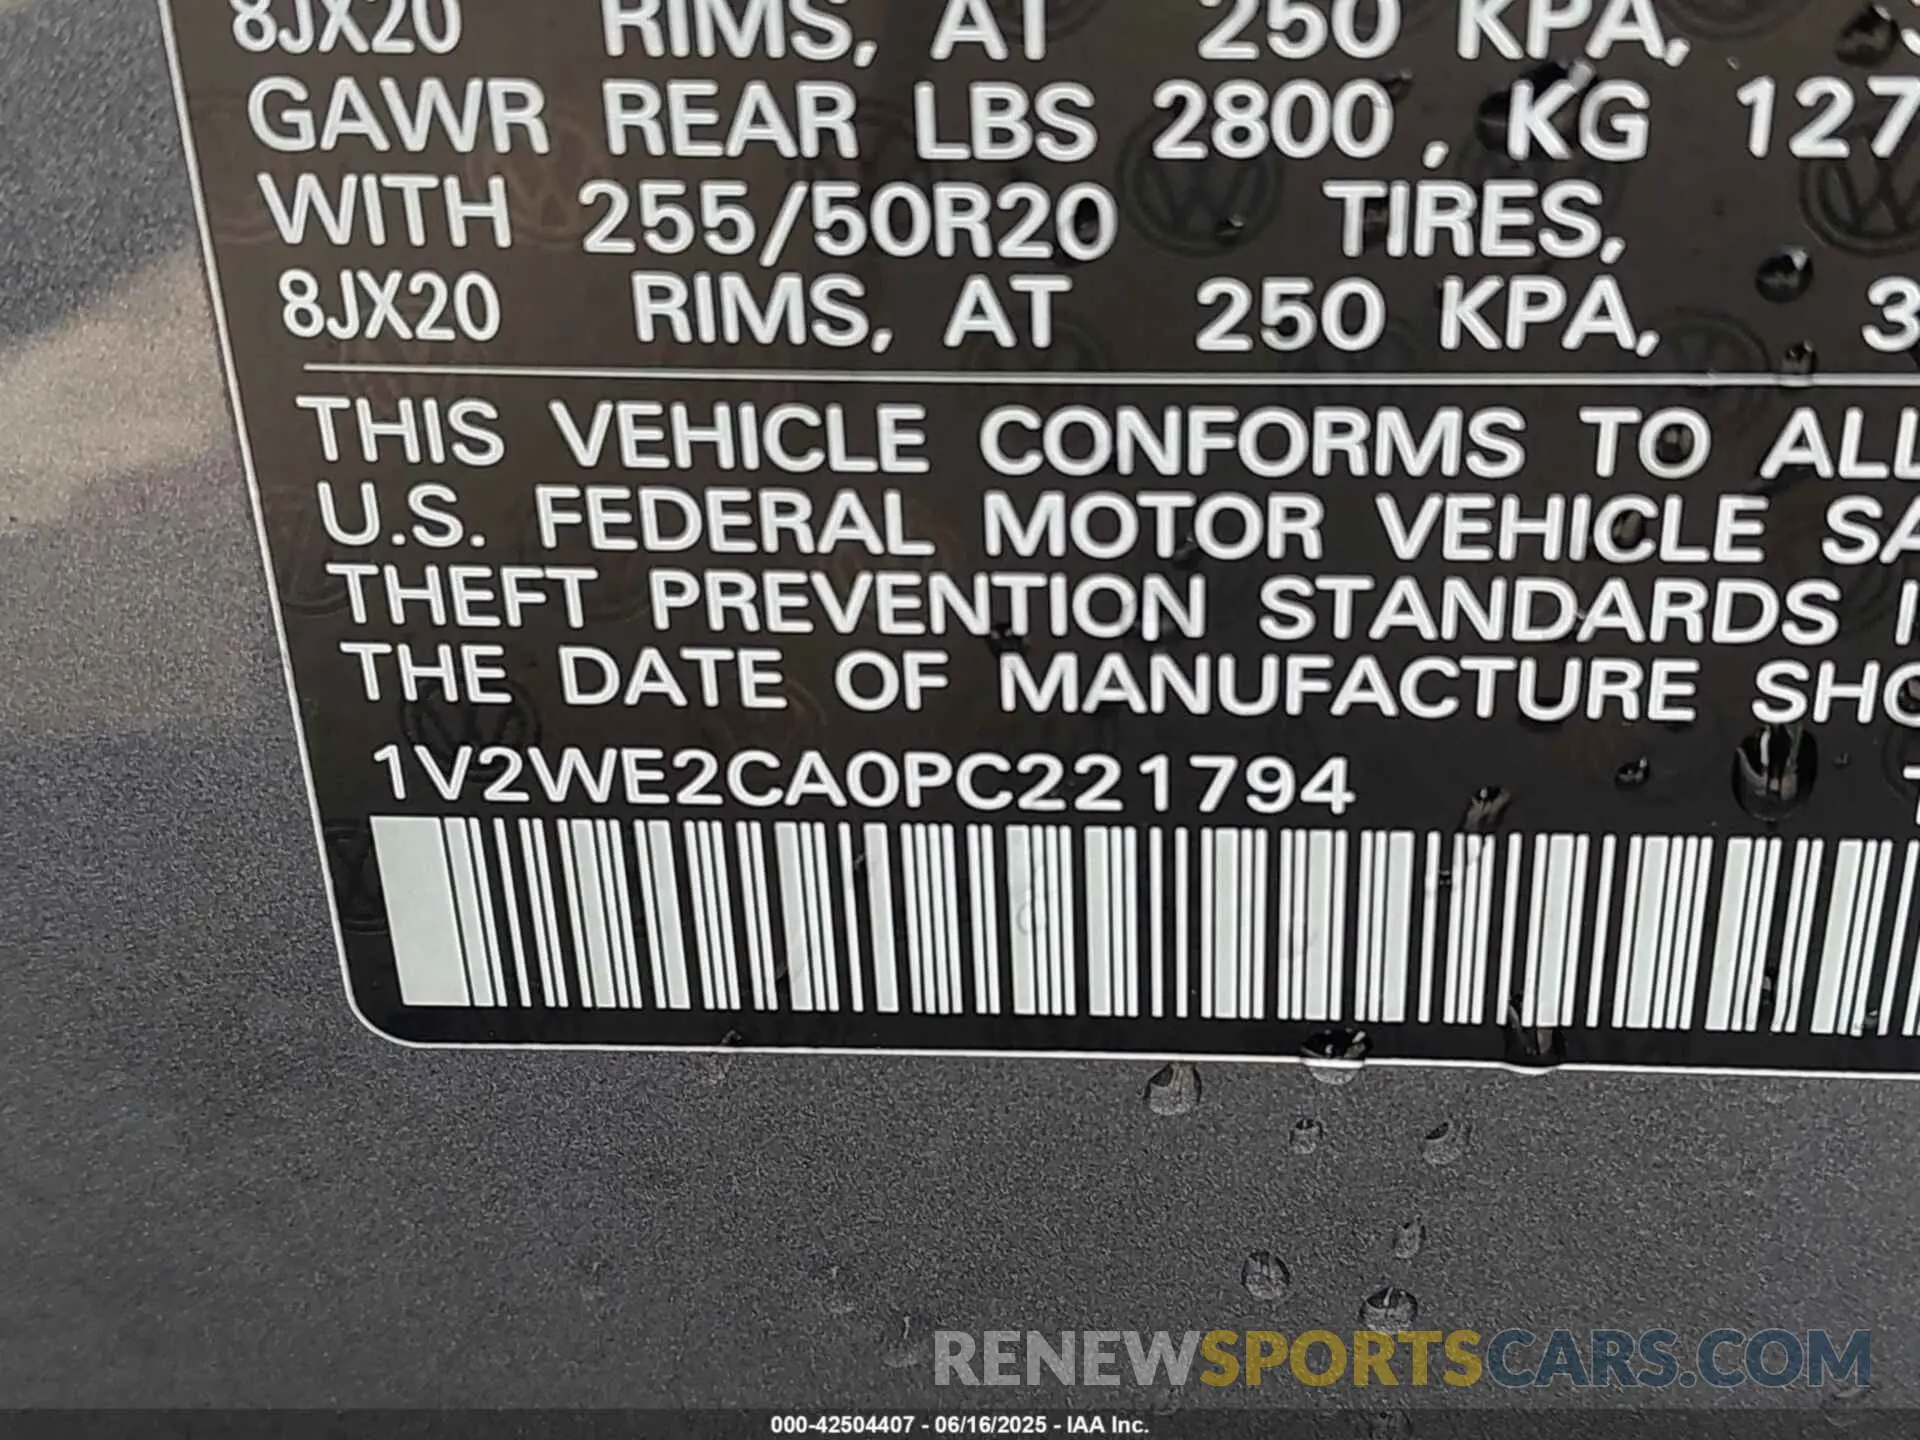 8JX20 RIMS, AT 250 KPA,
GAWR REAR LBS 2800, KG 127
WITH 255/50R20 TIRES,
8JX20 RIMS, AT 250 KPA, 3
THIS VEHICLE CONFORMS TO ALL
U.S. FEDERAL MOTOR VEHICLE SA
THEFT PREVENTION STANDARDS I
THE DATE OF MANUFACTURE SHO
1V2WE2CA0PC221794
RENEWSPORTSCARS.COM
000-42504407 - 06/16/2025 - IAA Inc.